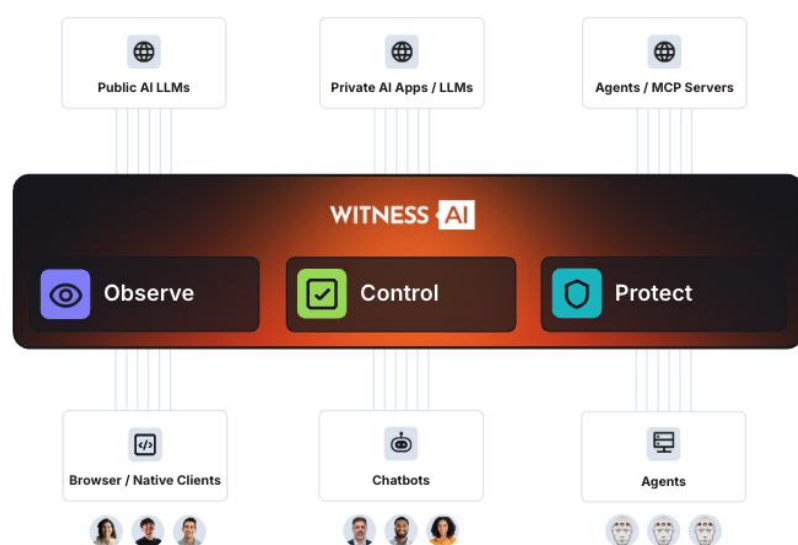 Public AI LLMs
Private AI Apps / LLMs
Agents / MCP Servers
WITNESS AI
Observe
Control
Protect
Browser / Native Clients
Chatbots
Agents